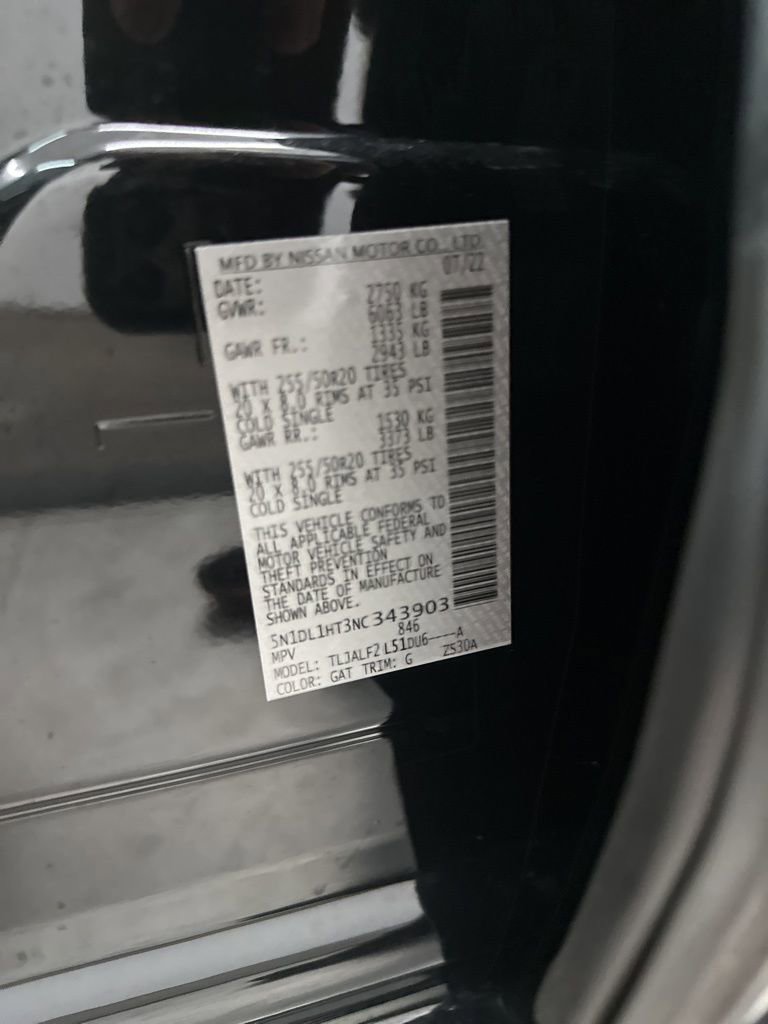 MFD BY NISSAN MOTOR CO., LTD.
DATE: 07/22
GVWR: 2750 KG
6063 LB
GAWR FR.: 1335 KG
2943 LB
WITH 255/50R20 TIRES
20 X 8.0 RIMS AT 35 PSI
COLD SINGLE
GAWR RR.: 1530 KG
3373 LB
WITH 255/50R20 TIRES
20 X 8.0 RIMS AT 35 PSI
COLD SINGLE
THIS VEHICLE CONFORMS TO
ALL APPLICABLE FEDERAL
MOTOR VEHICLE SAFETY AND
THEFT PREVENTION
STANDARDS IN EFFECT ON
THE DATE OF MANUFACTURE
SHOWN ABOVE.
5N1DL1HT3NC343903
MPV 846
MODEL: TLJALF2 L51DU6----A
COLOR: GAT TRIM: G Z530A